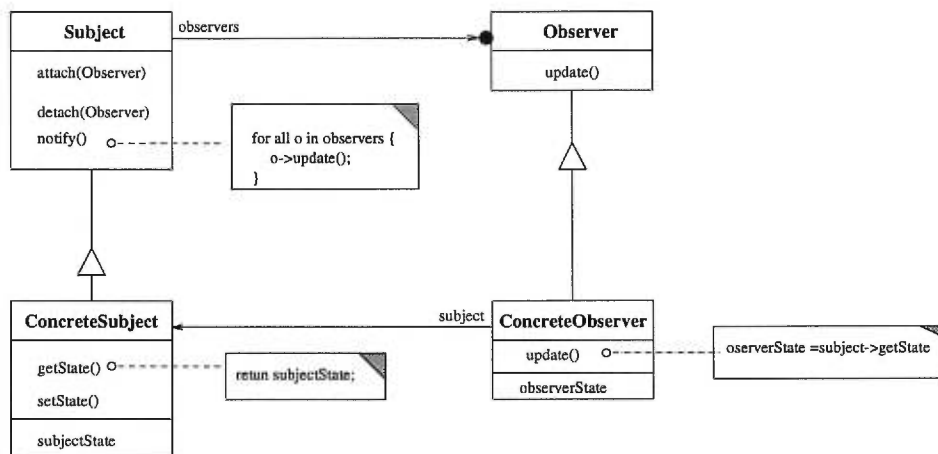 Subject
observers
Observer
attach(Observer)
update()
detach(Observer)
notify()
for all o in observers {
o->update();
}
ConcreteSubject
subject
ConcreteObserver
getState()
retun subjectState;
update()
oserverState =subject->getState
setState()
observerState
subjectState